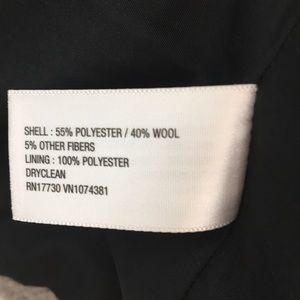 SHELL : 55% POLYESTER / 40% WOOL
5% OTHER FIBERS
LINING : 100% POLYESTER
DRYCLEAN
RN17730 VN1074381